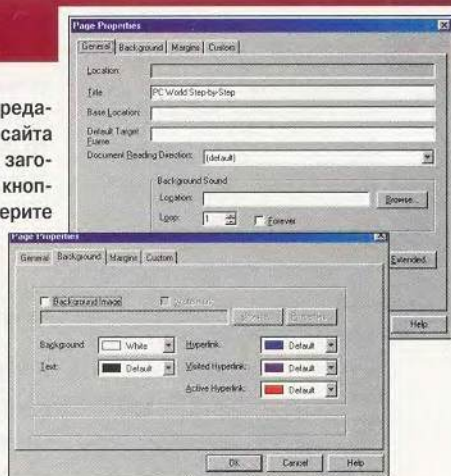 Page Properties
General Background Margins Custom
Location:
Title: PC World Step-by-Step
Base Location:
Default Target Frame
Document Reading Direction: (default)
Background Sound
Location: Browse...
Loop: 1 Forever
Extended...
Help
реда-
сайта
заго-
кноп-
ерите
Page Properties
General Background Margins Custom
Background Image
Background White Hyperlink: Default
Text: Default Visited Hyperlink: Default
Active Hyperlink: Default
OK Cancel Help